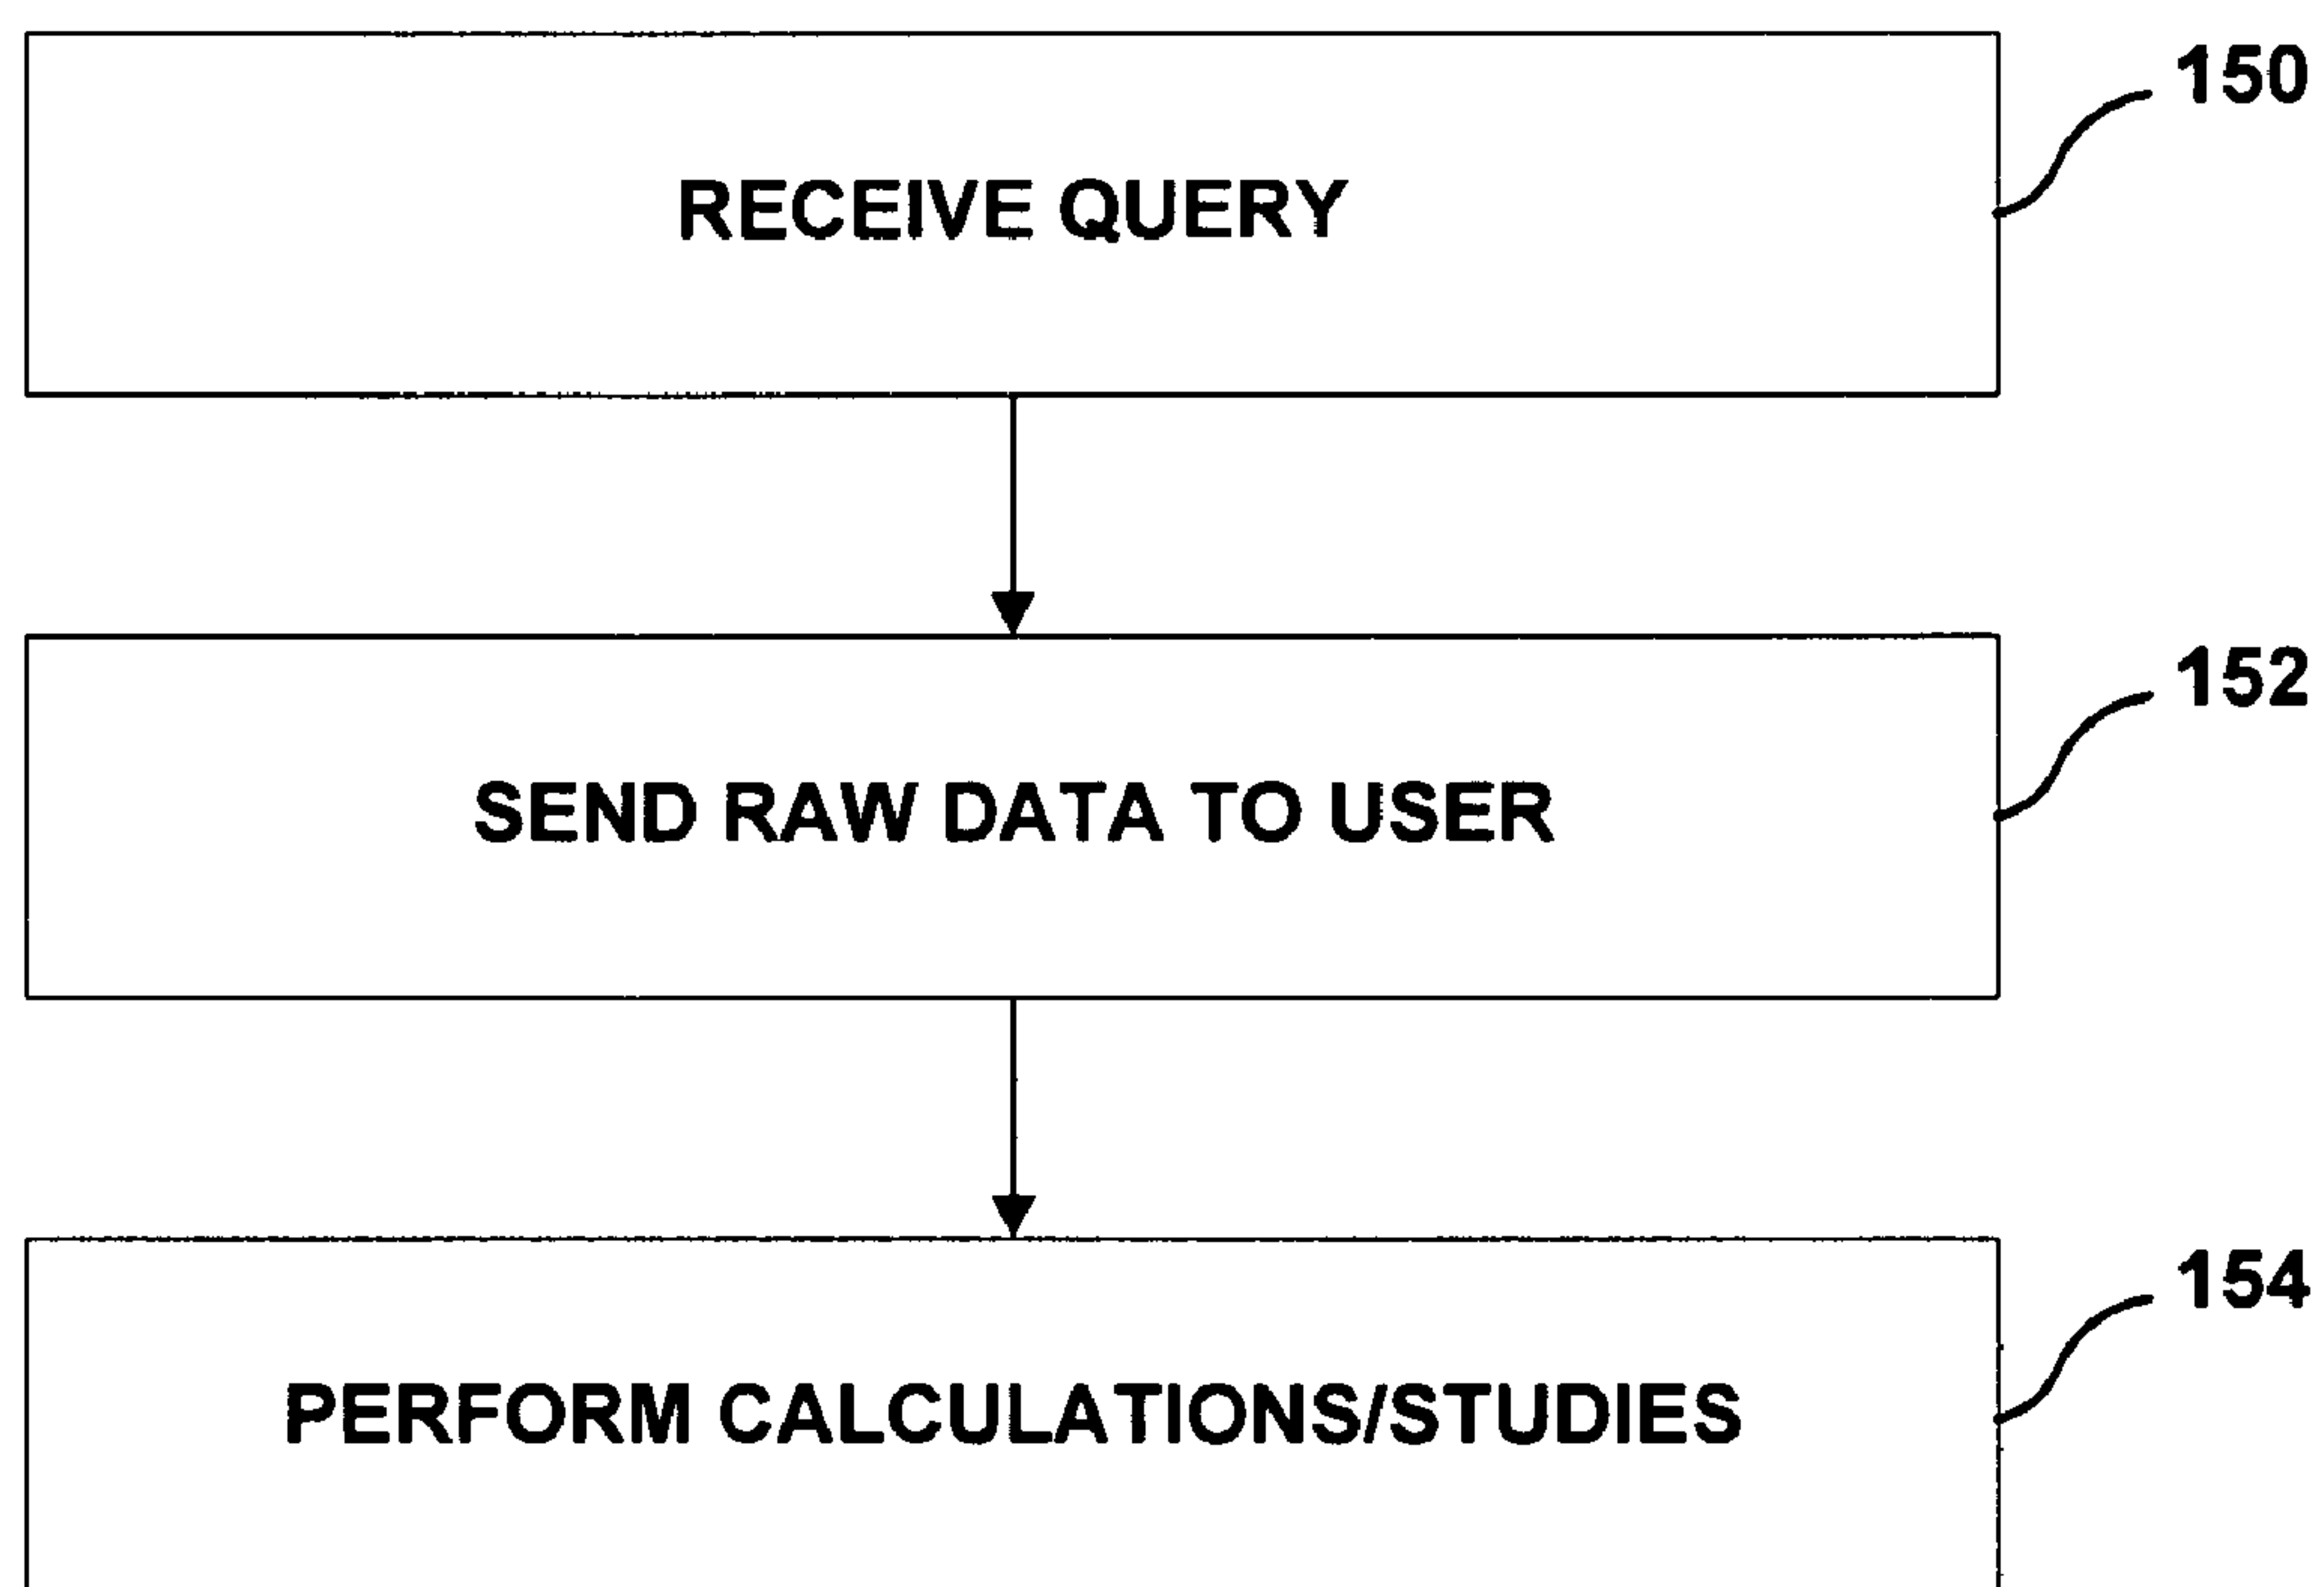 150
RECEIVE QUERY
152
SEND RAW DATA TO USER
154
PERFORM CALCULATIONS/STUDIES